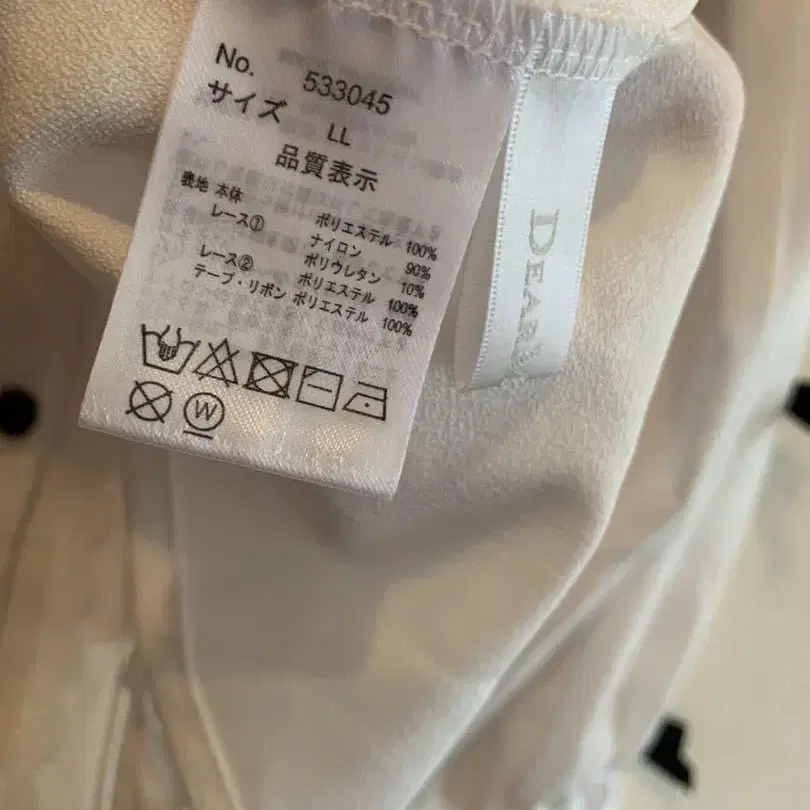 No. 533045
サイズ LL
品質表示
表地 本体 ポリエステル 100%
レース① ナイロン 90%
ポリウレタン 10%
レース② ポリエステル 100%
テープ・リボン ポリエステル 100%
W